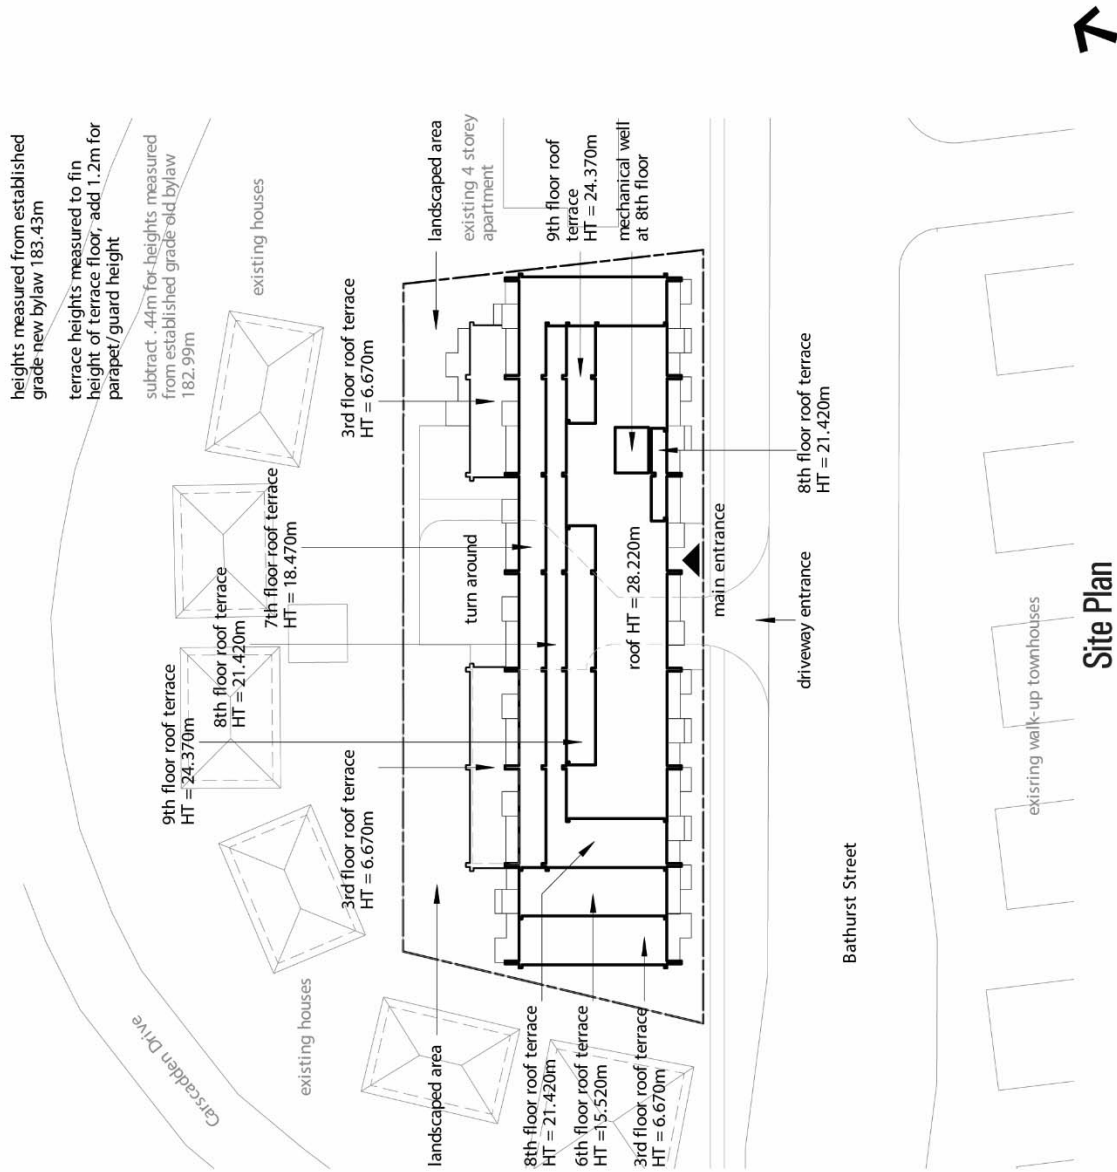 heights measured from established
grade new bylaw 183.43m
terrace heights measured to fin
height of terrace floor, add 1.2m for
parapet/guard height
subtract .44m for heights measured
from established grade old bylaw
182.99m
existing houses
landscaped area
existing 4 storey
apartment
3rd floor roof terrace
HT = 6.670m
9th floor roof
terrace
HT = 24.370m
mechanical well
at 8th floor
7th floor roof terrace
HT = 18.470m
8th floor roof terrace
HT = 21.420m
9th floor roof terrace
HT = 24.370m
turn around
3rd floor roof terrace
HT = 6.670m
roof HT = 28.220m
main entrance
8th floor roof terrace
HT = 21.420m
driveway entrance
Carscadden Drive
existing houses
landscaped area
8th floor roof terrace
HT = 21.420m
6th floor roof terrace
HT =15.520m
3rd floor roof terrace
HT = 6.670m
Bathurst Street
exisring walk-up townhouses
Site Plan